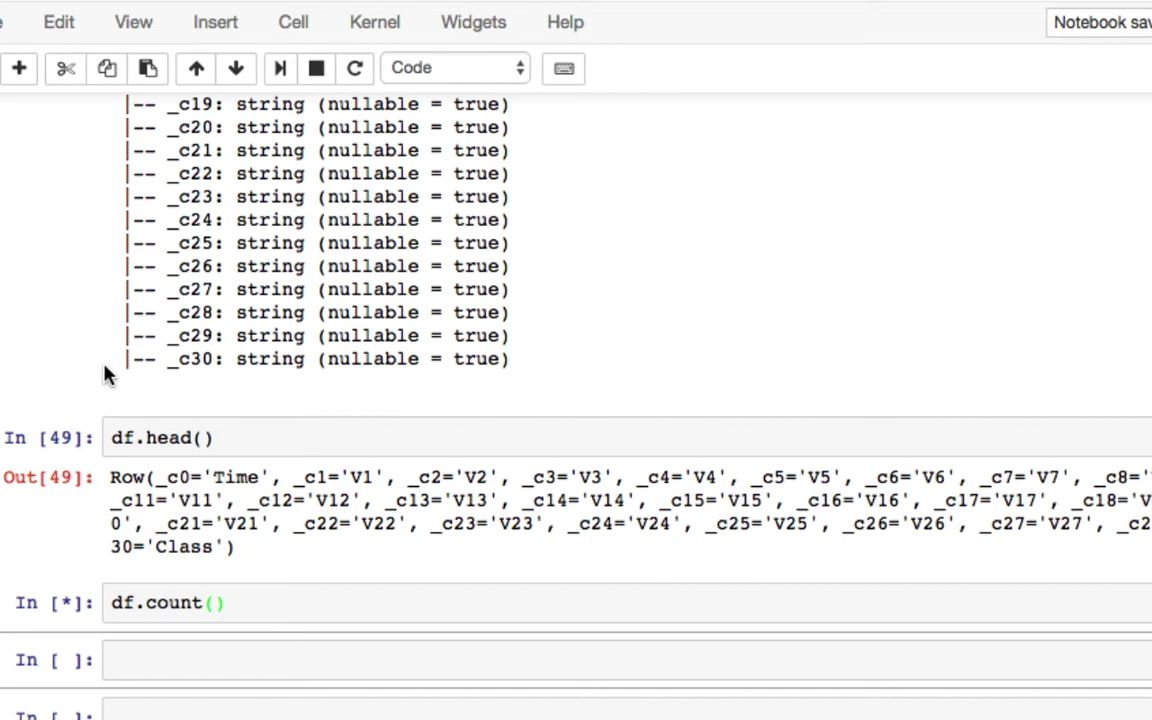 Edit View Insert Cell Kernel Widgets Help Notebook sav
Code
|-- _c19: string (nullable = true)
|-- _c20: string (nullable = true)
|-- _c21: string (nullable = true)
|-- _c22: string (nullable = true)
|-- _c23: string (nullable = true)
|-- _c24: string (nullable = true)
|-- _c25: string (nullable = true)
|-- _c26: string (nullable = true)
|-- _c27: string (nullable = true)
|-- _c28: string (nullable = true)
|-- _c29: string (nullable = true)
|-- _c30: string (nullable = true)
In [49]: df.head()
Out[49]: Row(_c0='Time', _c1='V1', _c2='V2', _c3='V3', _c4='V4', _c5='V5', _c6='V6', _c7='V7', _c8='
_c11='V11', _c12='V12', _c13='V13', _c14='V14', _c15='V15', _c16='V16', _c17='V17', _c18='V
0', _c21='V21', _c22='V22', _c23='V23', _c24='V24', _c25='V25', _c26='V26', _c27='V27', _c2
30='Class')
In [*]: df.count()
In [ ]:
In [ ]: